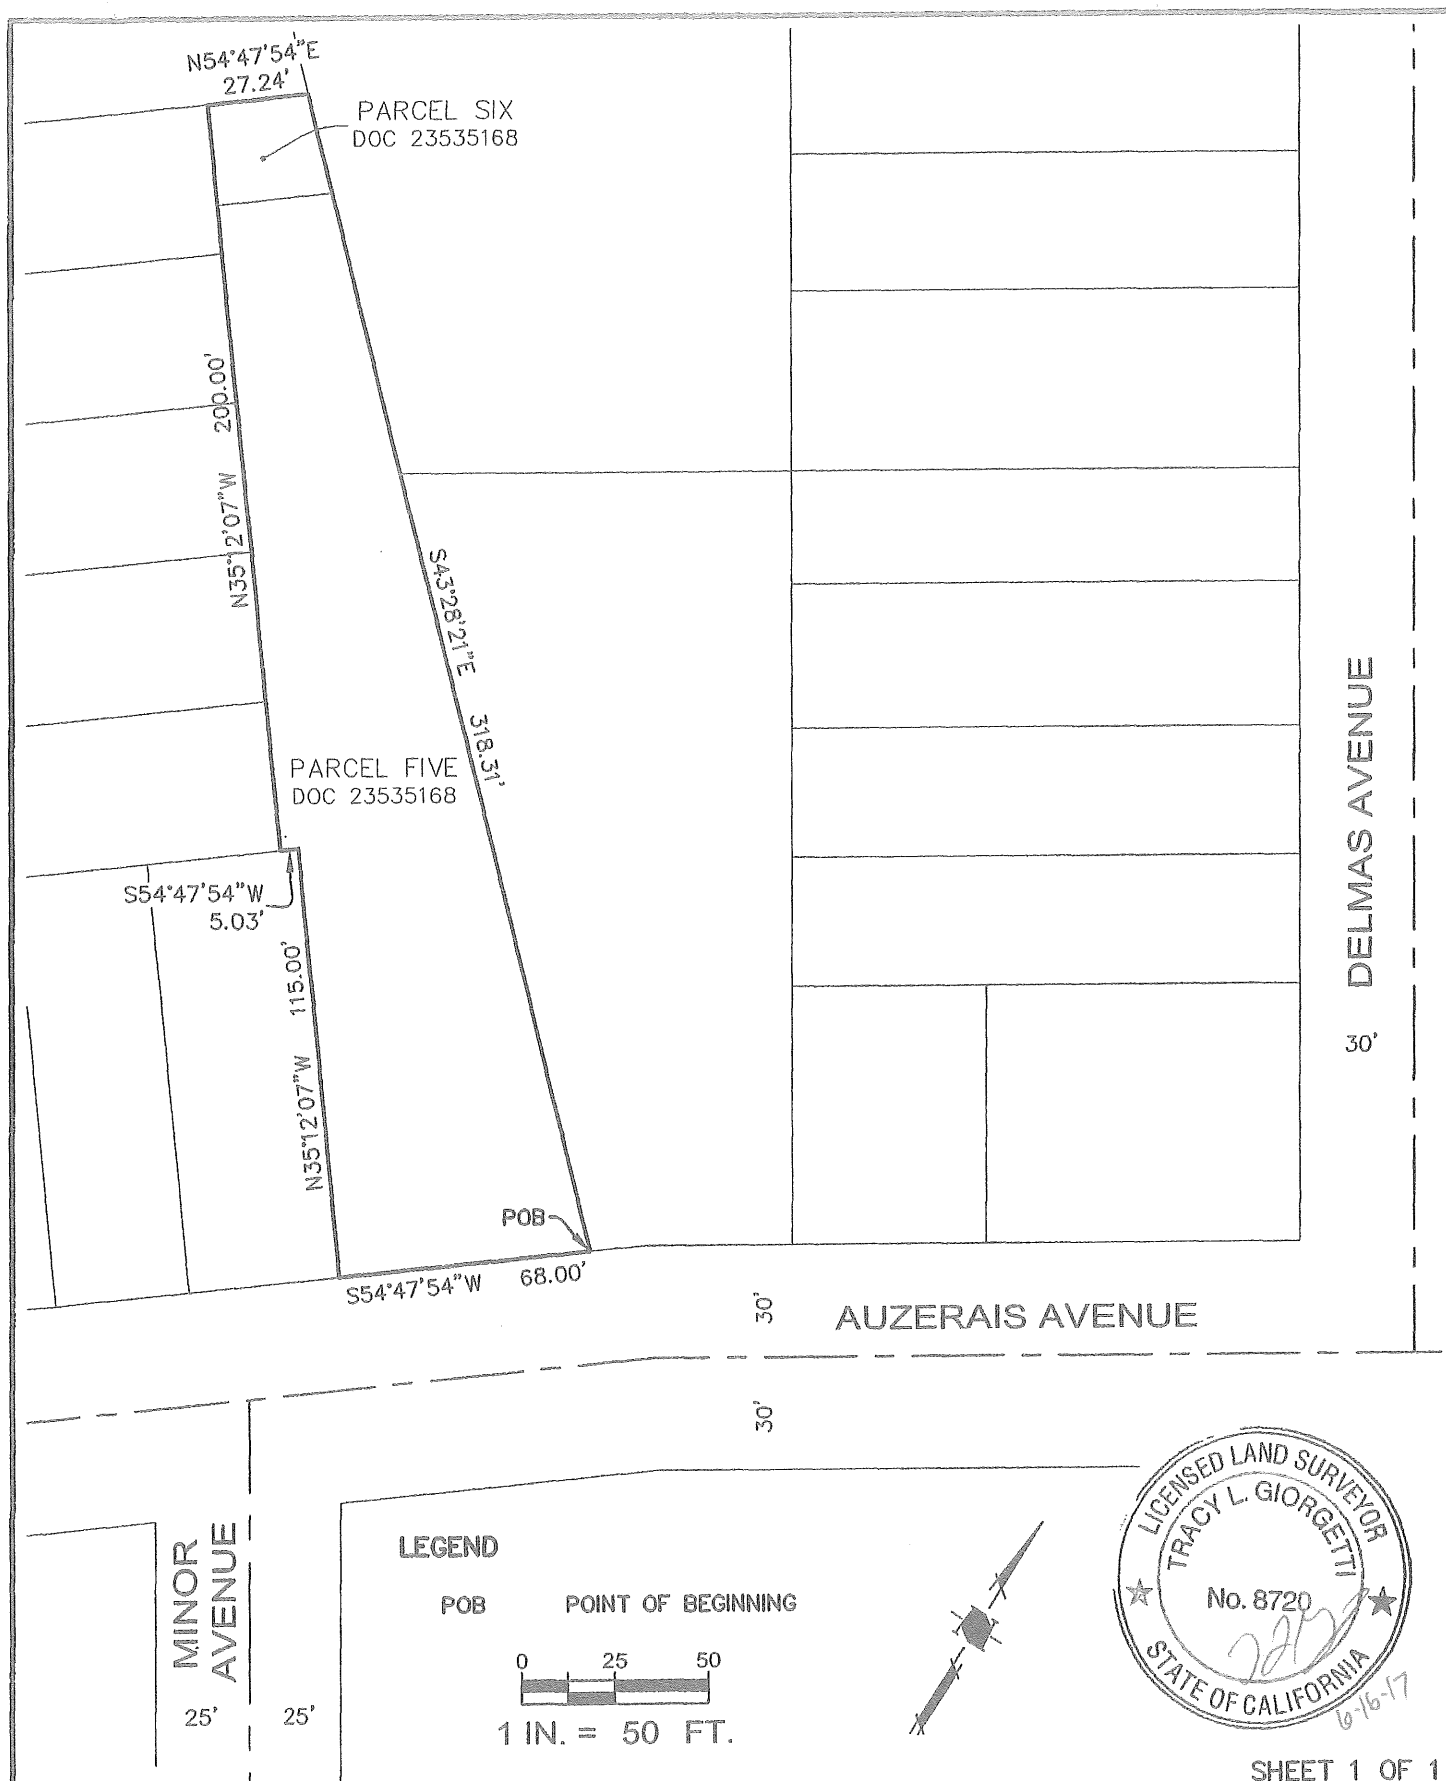 N54°47'54"E
27.24'
PARCEL SIX
DOC 23535168
N35°12'07"W 200.00'
S43°28'21"E 318.31'
PARCEL FIVE
DOC 23535168
S54°47'54"W
5.03'
N35°12'07"W 115.00'
POB
S54°47'54"W 68.00'
DELMAS AVENUE
30'
30'
AUZERAIS AVENUE
30'
MINOR
AVENUE
25'
25'
LEGEND
POB POINT OF BEGINNING
0 25 50
1 IN. = 50 FT.
LICENSED LAND SURVEYOR
TRACY L. GIORGETTI
No. 8720
STATE OF CALIFORNIA
6-16-17
SHEET 1 OF 1